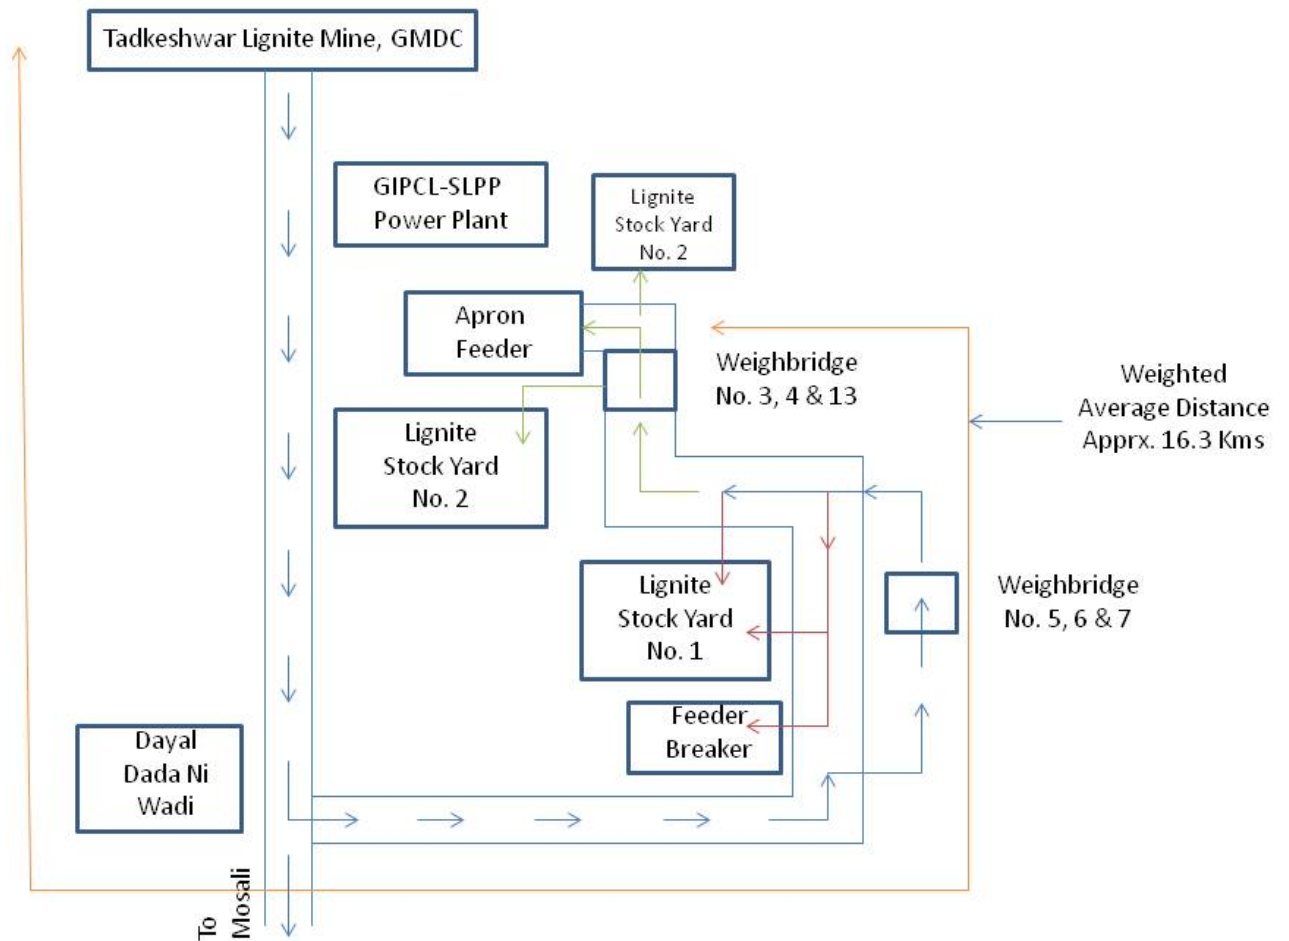 Tadkeshwar Lignite Mine, GMDC
GIPCL-SLPP
Power Plant
Lignite
Stock Yard
No. 2
Apron
Feeder
Weighbridge
No. 3, 4 & 13
Weighted
Average Distance
Apprx. 16.3 Kms
Lignite
Stock Yard
No. 2
Lignite
Stock Yard
No. 1
Weighbridge
No. 5, 6 & 7
Feeder
Breaker
Dayal
Dada Ni
Wadi
To
Mosali